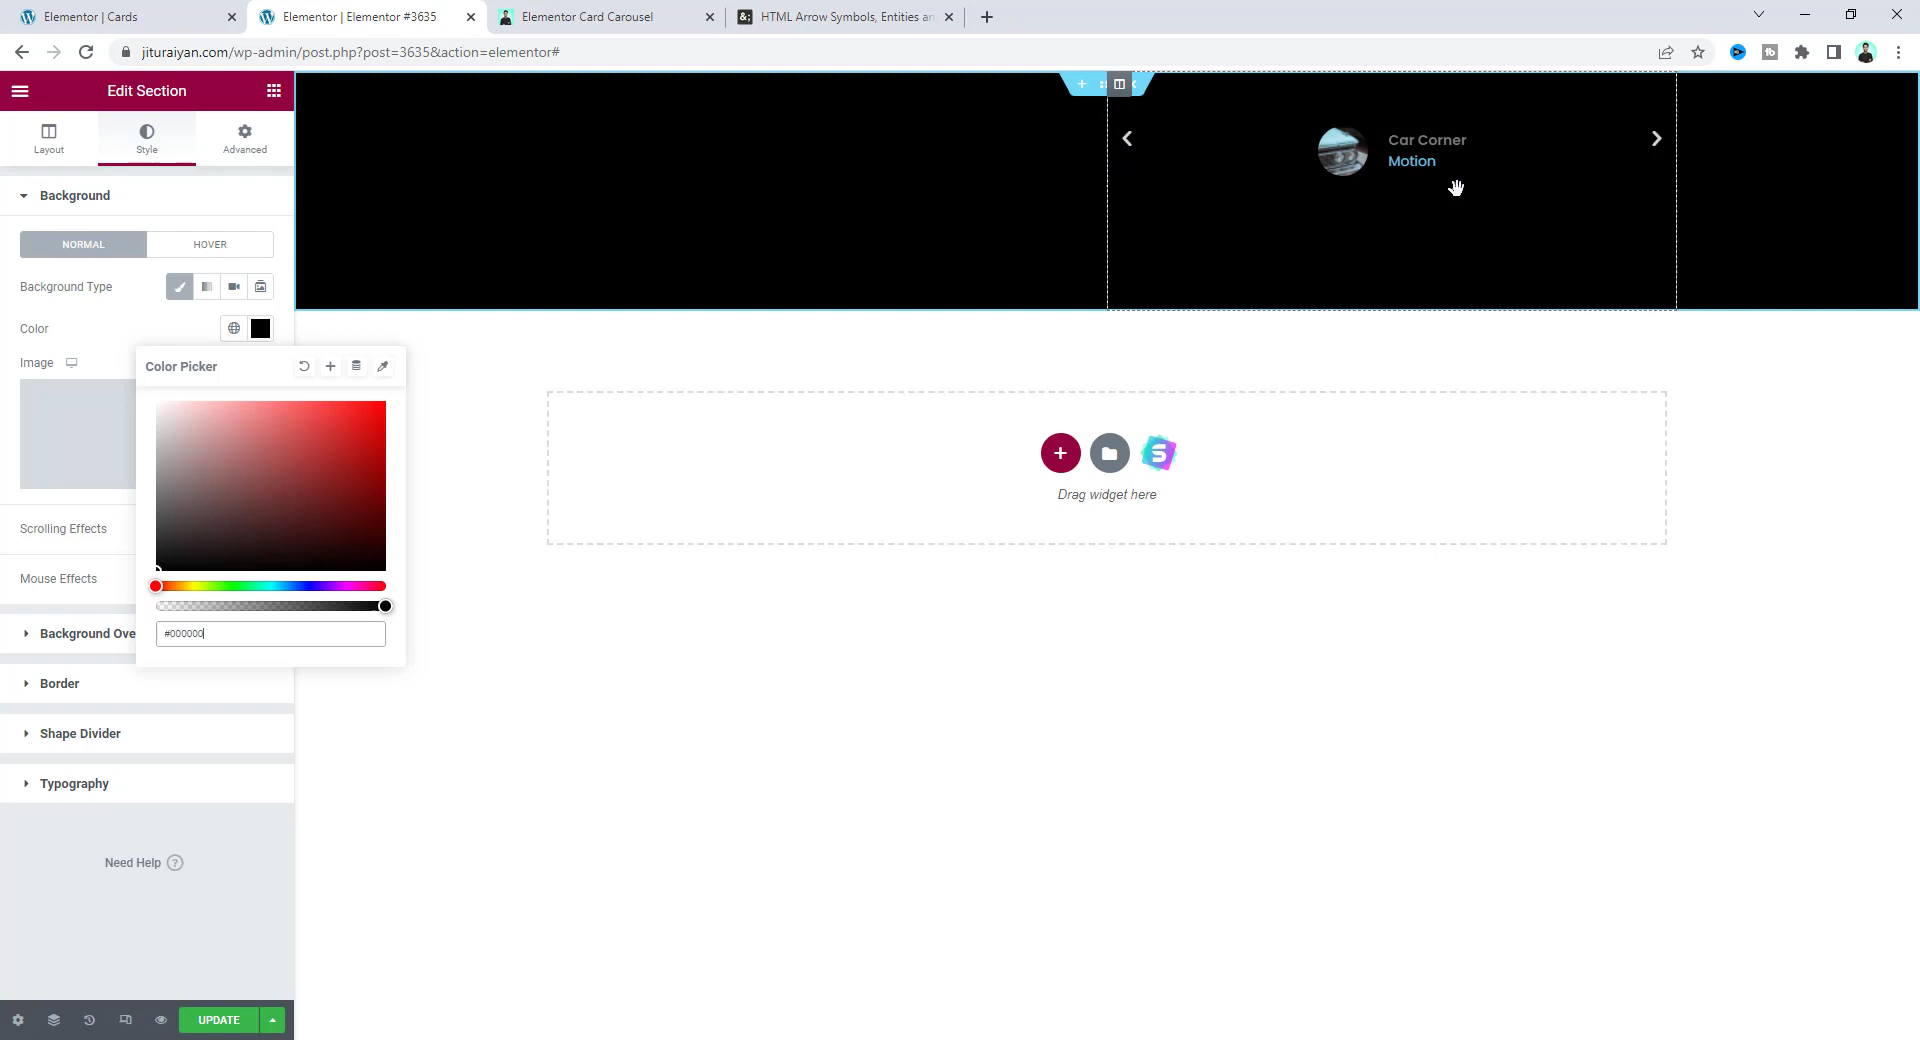 Elementor | Cards
Elementor | Elementor #3635
Elementor Card Carousel
HTML Arrow Symbols, Entities an
jituraiyan.com/wp-admin/post.php?post=3635&action=elementor#
Edit Section
Layout
Style
Advanced
Background
NORMAL
HOVER
Background Type
Color
Image
Color Picker
#000000
Scrolling Effects
Mouse Effects
Background Ove
Border
Shape Divider
Typography
Need Help ?
UPDATE
Car Corner
Motion
Drag widget here